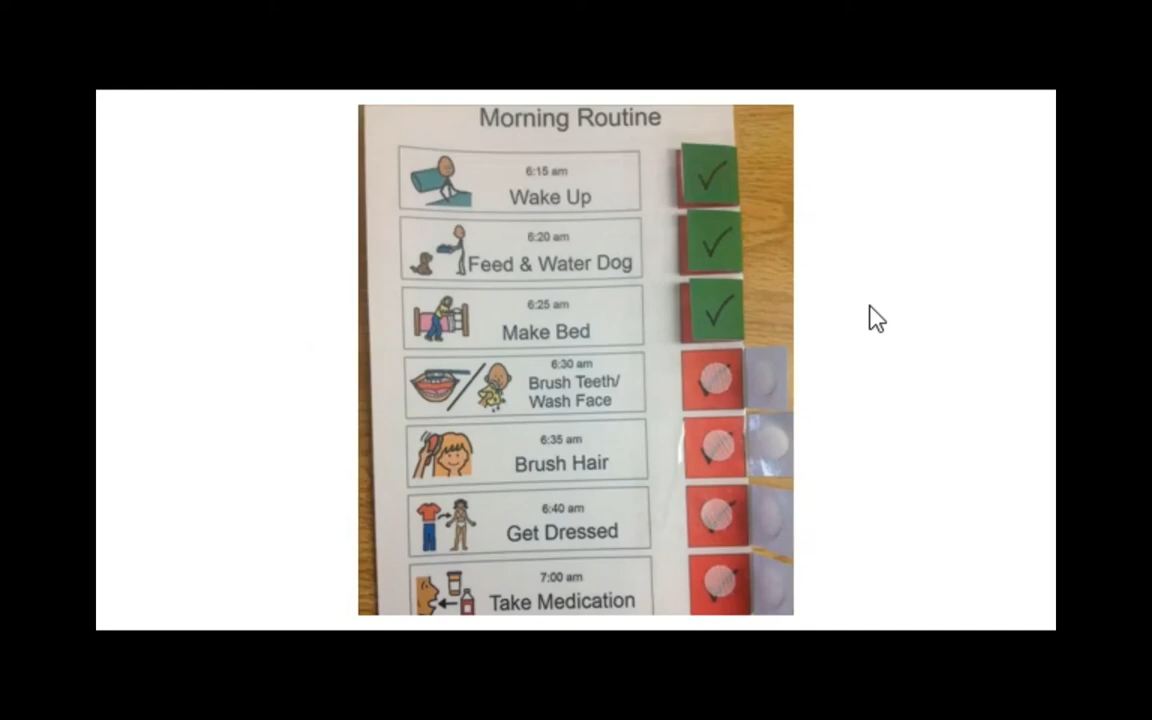 Morning Routine
6:15 am
Wake Up
6:20 am
Feed & Water Dog
6:25 am
Make Bed
6:30 am
Brush Teeth/
Wash Face
6:35 am
Brush Hair
6:40 am
Get Dressed
7:00 am
Take Medication